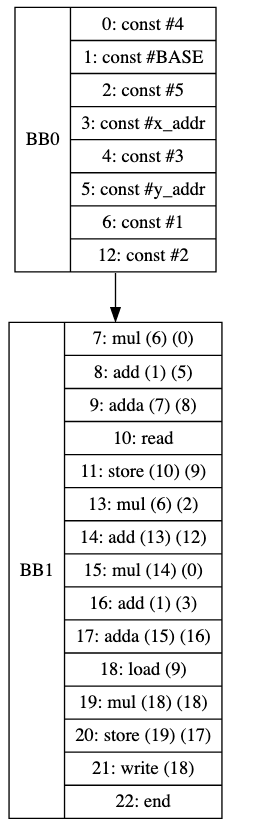 BB0
0: const #4
1: const #BASE
2: const #5
3: const #x_addr
4: const #3
5: const #y_addr
6: const #1
12: const #2
BB1
7: mul (6) (0)
8: add (1) (5)
9: adda (7) (8)
10: read
11: store (10) (9)
13: mul (6) (2)
14: add (13) (12)
15: mul (14) (0)
16: add (1) (3)
17: adda (15) (16)
18: load (9)
19: mul (18) (18)
20: store (19) (17)
21: write (18)
22: end